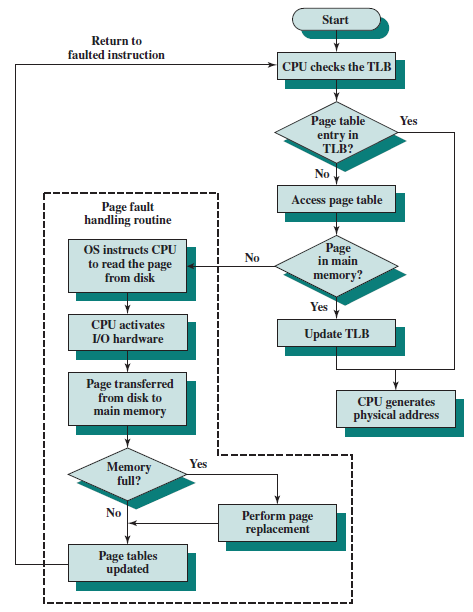 Start
Return to
faulted instruction
CPU checks the TLB
Page table
entry in
TLB?
Yes
No
Access page table
Page fault
handling routine
OS instructs CPU
to read the page
from disk
No
Page
in main
memory?
Yes
CPU activates
I/O hardware
Update TLB
Page transferred
from disk to
main memory
CPU generates
physical address
Memory
full?
Yes
No
Perform page
replacement
Page tables
updated